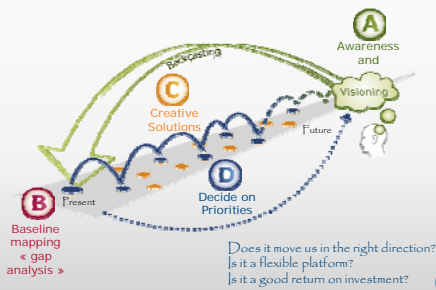 A
Awareness
and
Visioning
Backcasting
C
Creative
Solutions
Future
D
Decide on
Priorities
Present
B
Baseline
mapping
« gap
analysis »
Does it move us in the right direction?
Is it a flexible platform?
Is it a good return on investment?